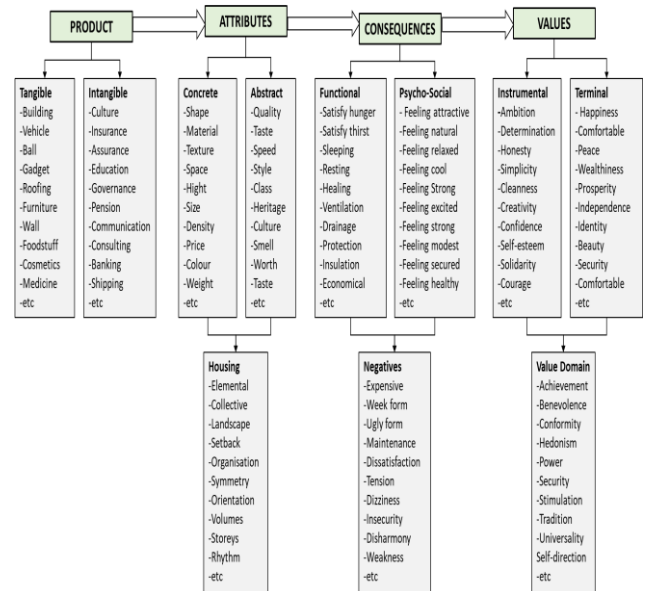 PRODUCT
ATTRIBUTES
CONSEQUENCES
VALUES
Tangible
-Building
-Vehicle
-Ball
-Gadget
-Roofing
-Furniture
-Wall
-Foodstuff
-Cosmetics
-Medicine
-etc
Intangible
-Culture
-Insurance
-Assurance
-Education
-Governance
-Pension
-Communication
-Consulting
-Banking
-Shipping
-etc
Concrete
-Shape
-Material
-Texture
-Space
-Hight
-Size
-Density
-Price
-Colour
-Weight
-etc
Abstract
-Quality
-Taste
-Speed
-Style
-Class
-Heritage
-Culture
-Smell
-Worth
-Taste
-etc
Functional
-Satisfy hunger
-Satisfy thirst
-Sleeping
-Resting
-Healing
-Ventilation
-Drainage
-Protection
-Insulation
-Economical
-etc
Psycho-Social
- Feeling attractive
-Feeling natural
-Feeling relaxed
-Feeling cool
-Feeling Strong
-Feeling excited
-Feeling strong
-Feeling modest
-Feeling secured
-Feeling healthy
-etc
Instrumental
-Ambition
-Determination
-Honesty
-Simplicity
-Cleanness
-Creativity
-Confidence
-Self-esteem
-Solidarity
-Courage
-etc
Terminal
- Happiness
-Comfortable
-Peace
-Wealthiness
-Prosperity
-Independence
-Identity
-Beauty
-Security
-Comfortable
-etc
Housing
-Elemental
-Collective
-Landscape
-Setback
-Organisation
-Symmetry
-Orientation
-Volumes
-Storeys
-Rhythm
-etc
Negatives
-Expensive
-Week form
-Ugly form
-Maintenance
-Dissatisfaction
-Tension
-Dizziness
-Insecurity
-Disharmony
-Weakness
-etc
Value Domain
-Achievement
-Benevolence
-Conformity
-Hedonism
-Power
-Security
-Stimulation
-Tradition
-Universality
Self-direction
-etc